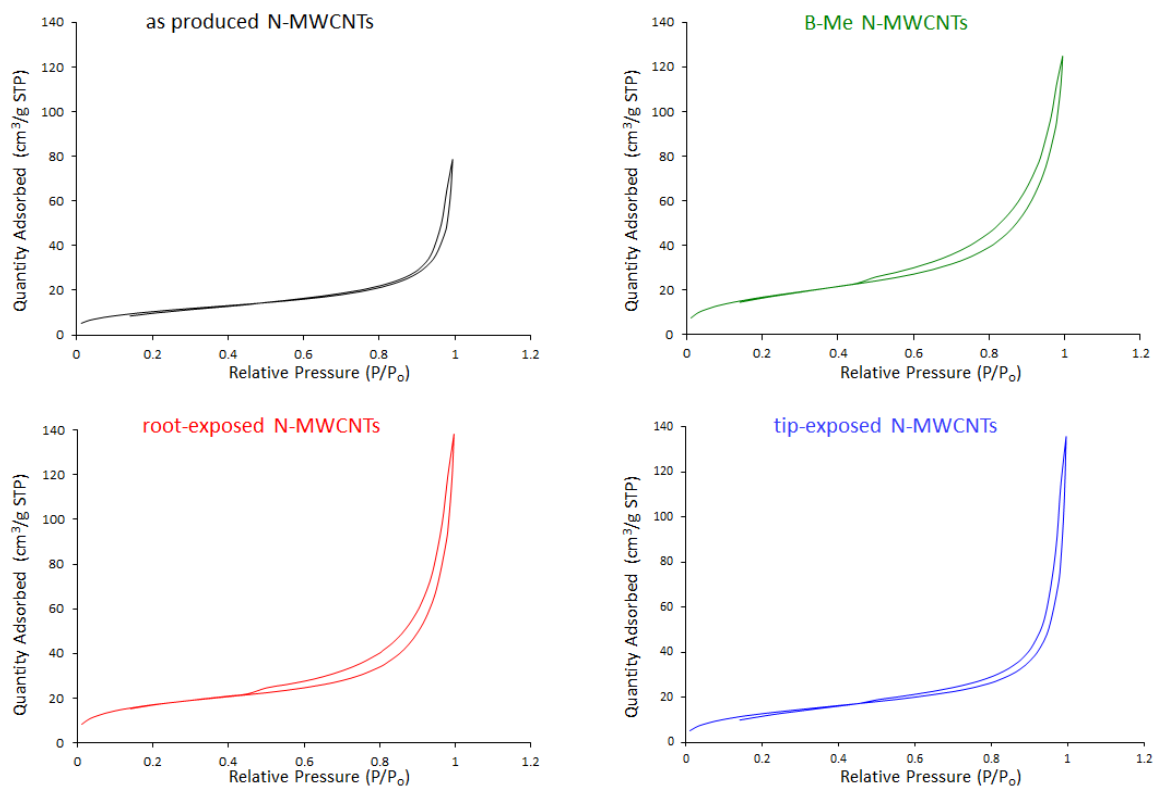 as produced N-MWCNTs
Quantity Adsorbed (cm³/g STP)
140
120
100
80
60
40
20
0
0 0.2 0.4 0.6 0.8 1 1.2
Relative Pressure (P/Pₒ)
B-Me N-MWCNTs
Quantity Adsorbed (cm³/g STP)
140
120
100
80
60
40
20
0
0 0.2 0.4 0.6 0.8 1 1.2
Relative Pressure (P/Pₒ)
root-exposed N-MWCNTs
Quantity Adsorbed (cm³/g STP)
140
120
100
80
60
40
20
0
0 0.2 0.4 0.6 0.8 1 1.2
Relative Pressure (P/Pₒ)
tip-exposed N-MWCNTs
Quantity Adsorbed (cm³/g STP)
140
120
100
80
60
40
20
0
0 0.2 0.4 0.6 0.8 1 1.2
Relative Pressure (P/Pₒ)